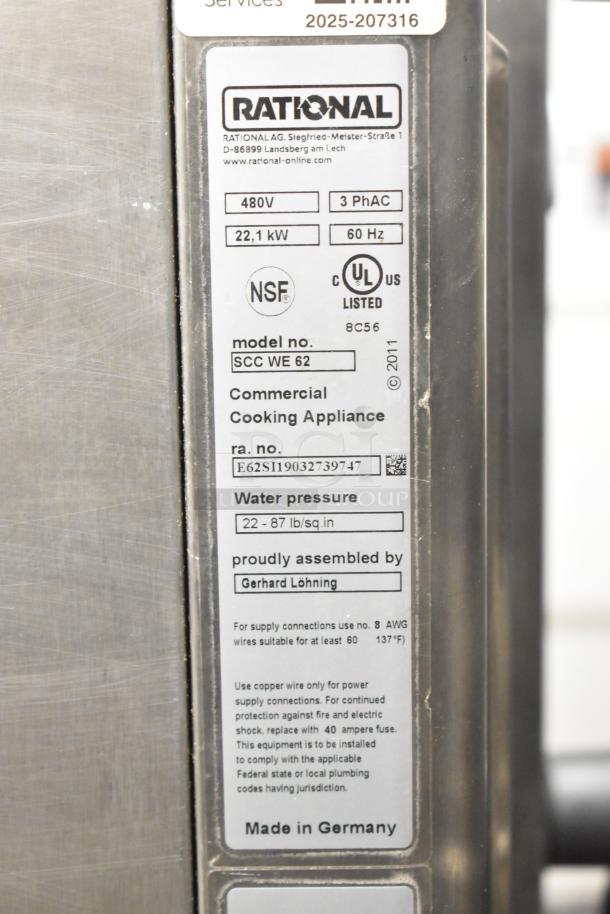 Services
2025-207316
RATIONAL
RATIONAL AG, Siegfried-Meister-Straße 1
D-86899 Landsberg am Lech
www.rational-online.com
480V 3 PhAC
22,1 kW 60 Hz
NSF®
C UL US
LISTED
8C56
model no.
SCC WE 62
© 2011
Commercial
Cooking Appliance
ra. no.
E62SI19032739747
Water pressure
22 - 87 lb/sq.in
proudly assembled by
Gerhard Löhning
For supply connections use no. 8 AWG
wires suitable for at least 60 137°F)
Use copper wire only for power
supply connections. For continued
protection against fire and electric
shock, replace with 40 ampere fuse.
This equipment is to be installed
to comply with the applicable
Federal state or local plumbing
codes having jurisdiction.
Made in Germany